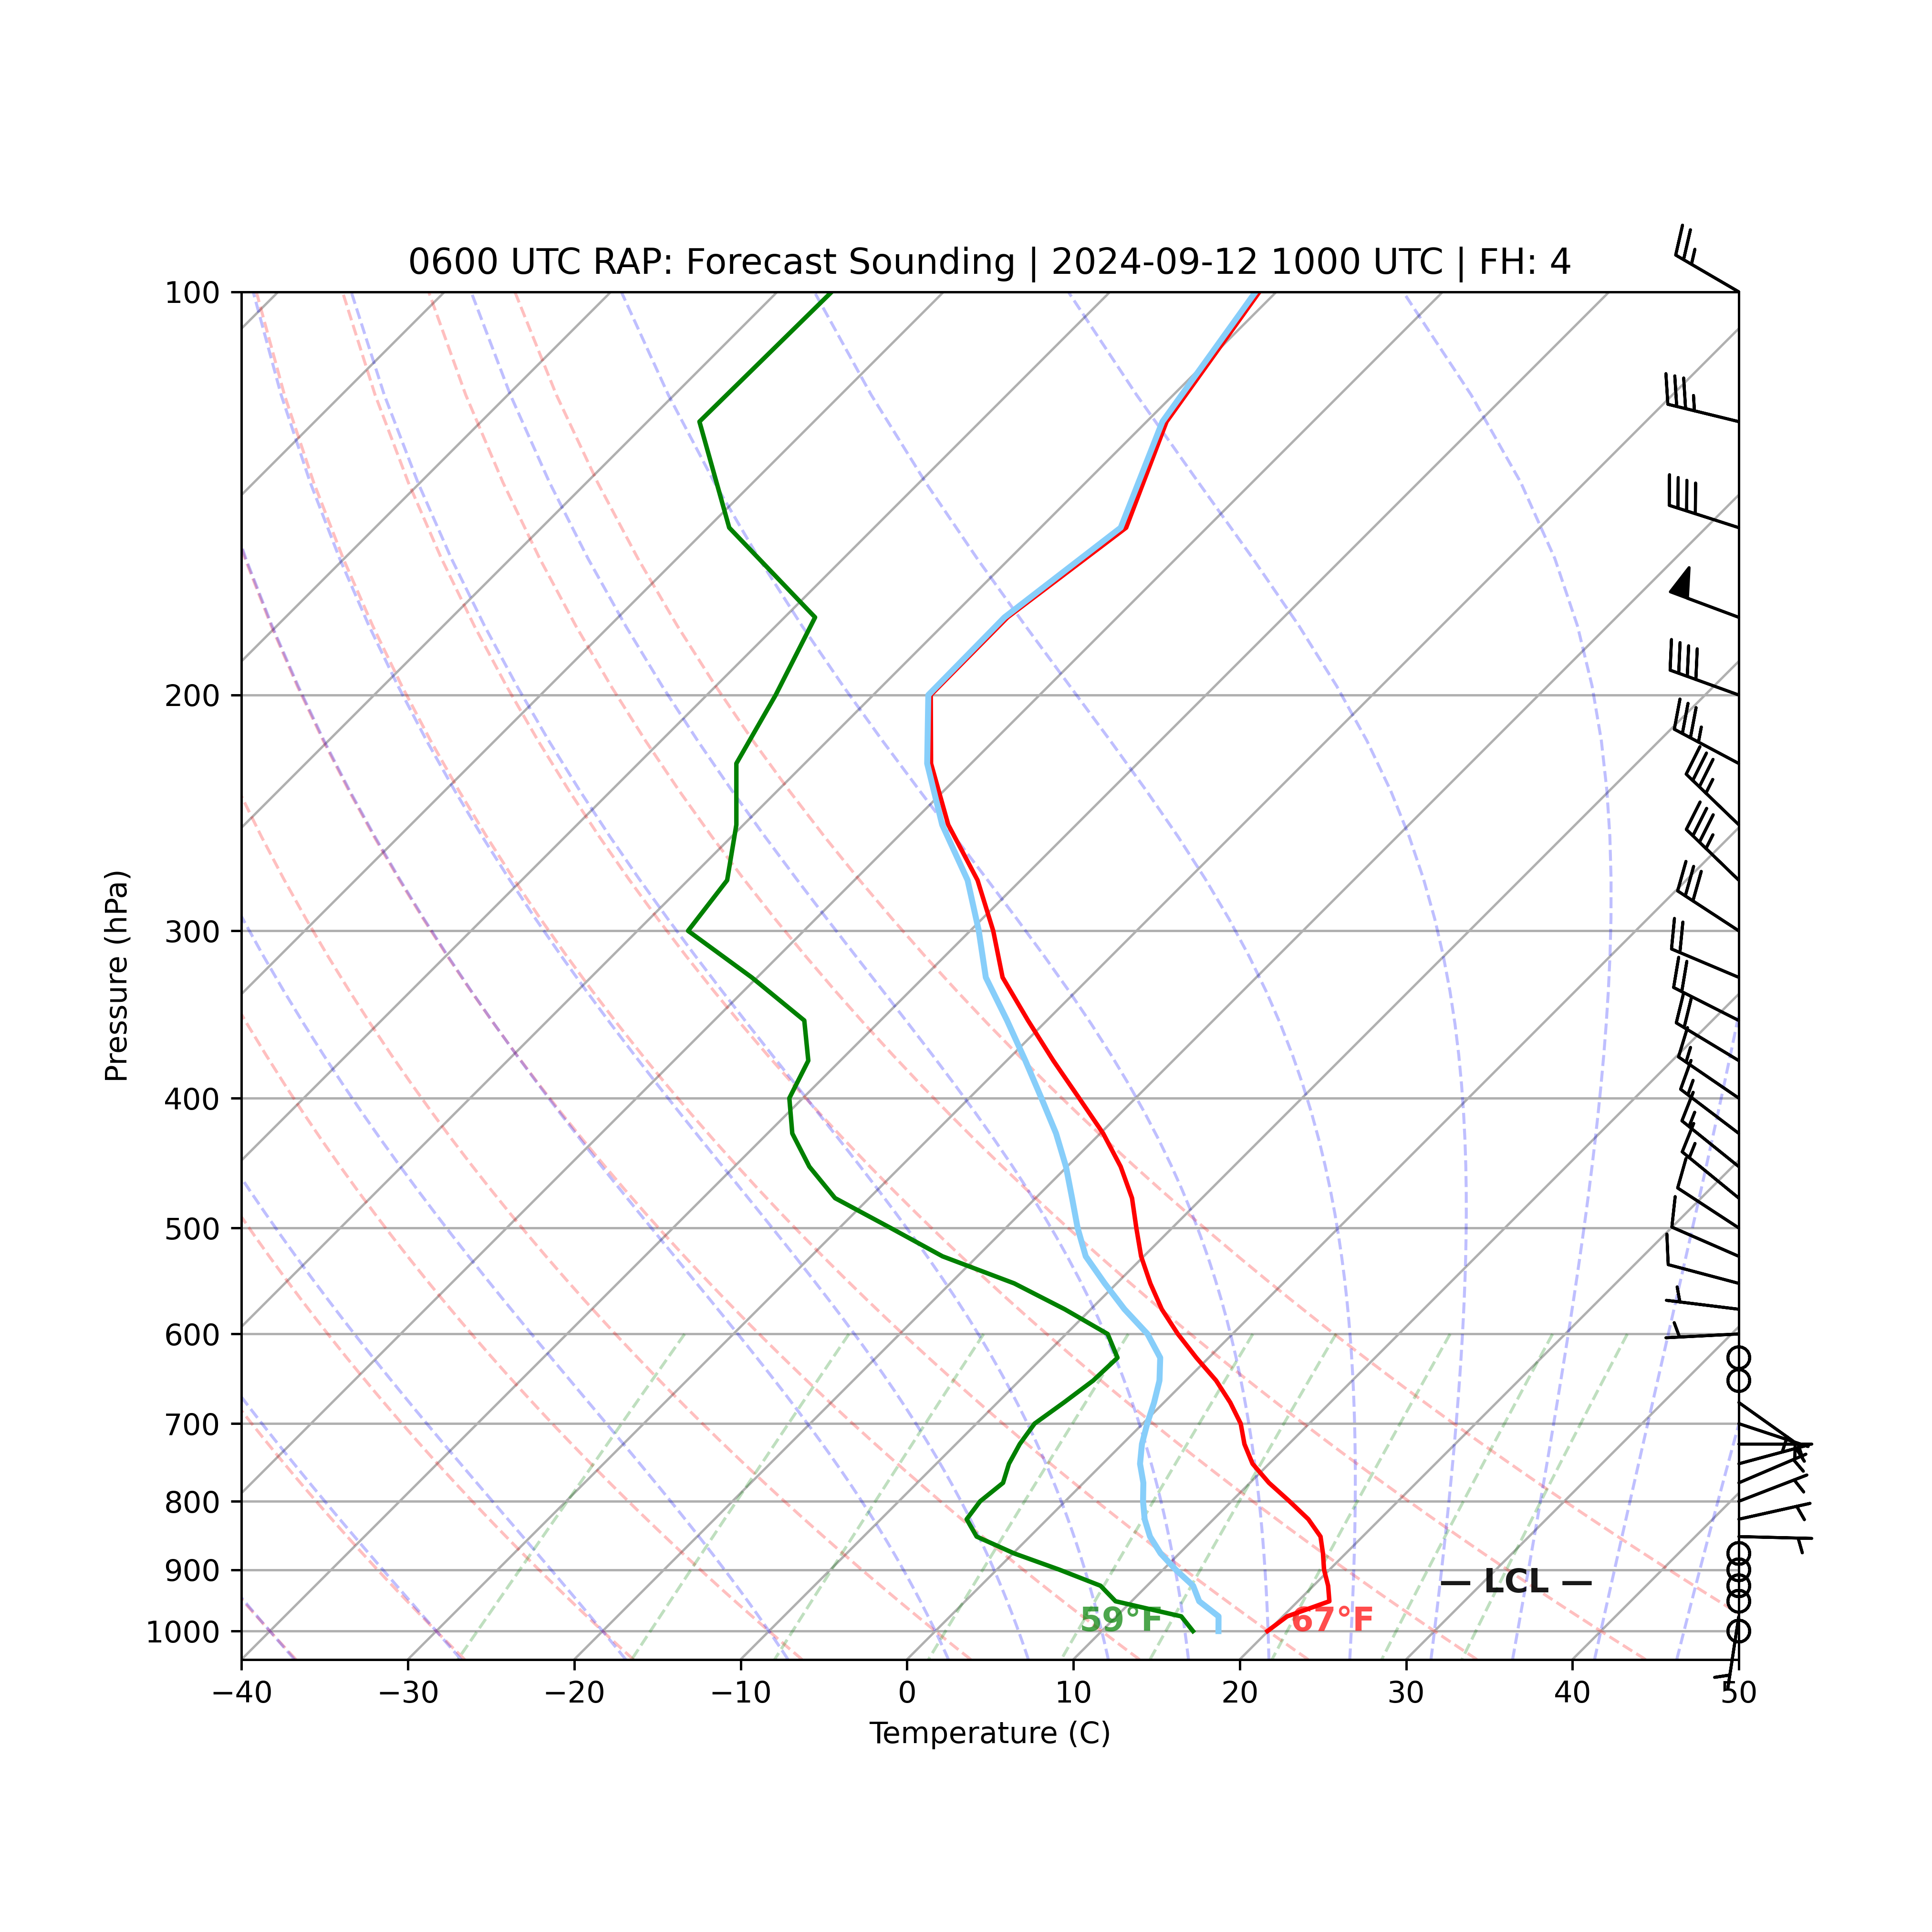 0600 UTC RAP: Forecast Sounding | 2024-09-12 1000 UTC | FH: 4
100
200
300
400
500
600
700
800
900
1000
Pressure (hPa)
— LCL —
59°F
67°F
−40 −30 −20 −10 0 10 20 30 40 50
Temperature (C)